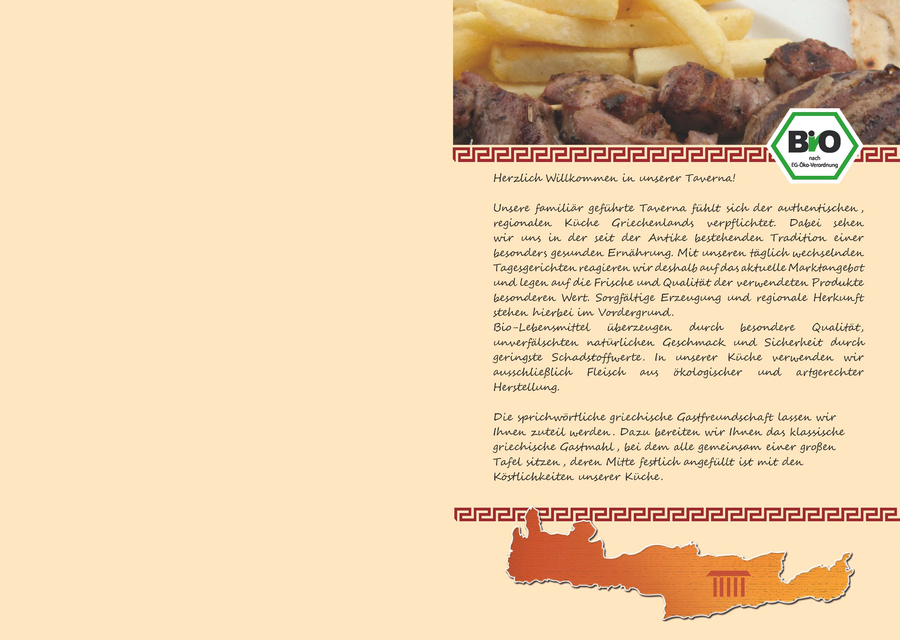 BiO
nach
EG-Öko-Verordnung
Herzlich Willkommen in unserer Taverna!
Unsere familiär geführte Taverna fühlt sich der authentischen,
regionalen Küche Griechenlands verpflichtet. Dabei sehen
wir uns in der seit der Antike bestehenden Tradition einer
besonders gesunden Ernährung. Mit unseren täglich wechselnden
Tagesgerichten reagieren wir deshalb auf das aktuelle Marktangebot
und legen auf die Frische und Qualität der verwendeten Produkte
besonderen Wert. Sorgfältige Erzeugung und regionale Herkunft
stehen hierbei im Vordergrund.
Bio-Lebensmittel überzeugen durch besondere Qualität,
unverfälschten natürlichen Geschmack und Sicherheit durch
geringste Schadstoffwerte. In unserer Küche verwenden wir
ausschließlich Fleisch aus ökologischer und artgerechter
Herstellung.
Die sprichwörtliche griechische Gastfreundschaft lassen wir
Ihnen zuteil werden. Dazu bereiten wir Ihnen das klassische
griechische Gastmahl, bei dem alle gemeinsam einer großen
Tafel sitzen, deren Mitte festlich angefüllt ist mit den
Köstlichkeiten unserer Küche.